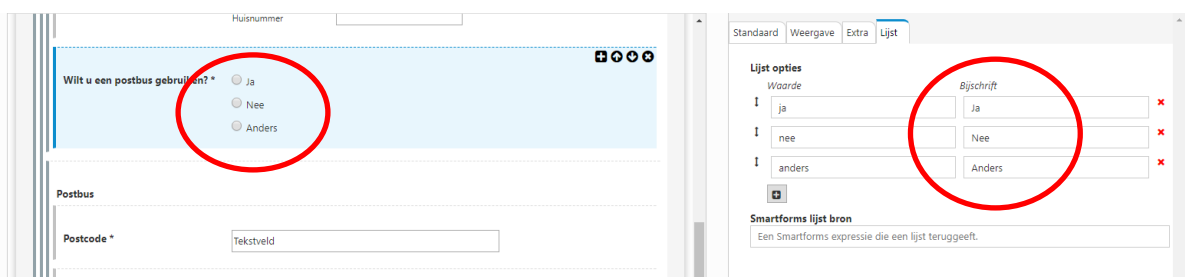 Huisnummer
Wilt u een postbus gebruiken? *
Ja
Nee
Anders
Postbus
Postcode *
Tekstveld
Standaard Weergave Extra Lijst
Lijst opties
Waarde Bijschrift
ja Ja
nee Nee
anders Anders
Smartforms lijst bron
Een Smartforms expressie die een lijst teruggeeft.